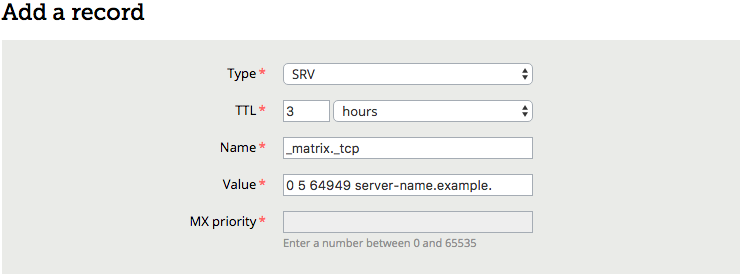 Add a record
Type * SRV
TTL * 3 hours
Name * _matrix._tcp
Value * 0 5 64949 server-name.example.
MX priority *
Enter a number between 0 and 65535